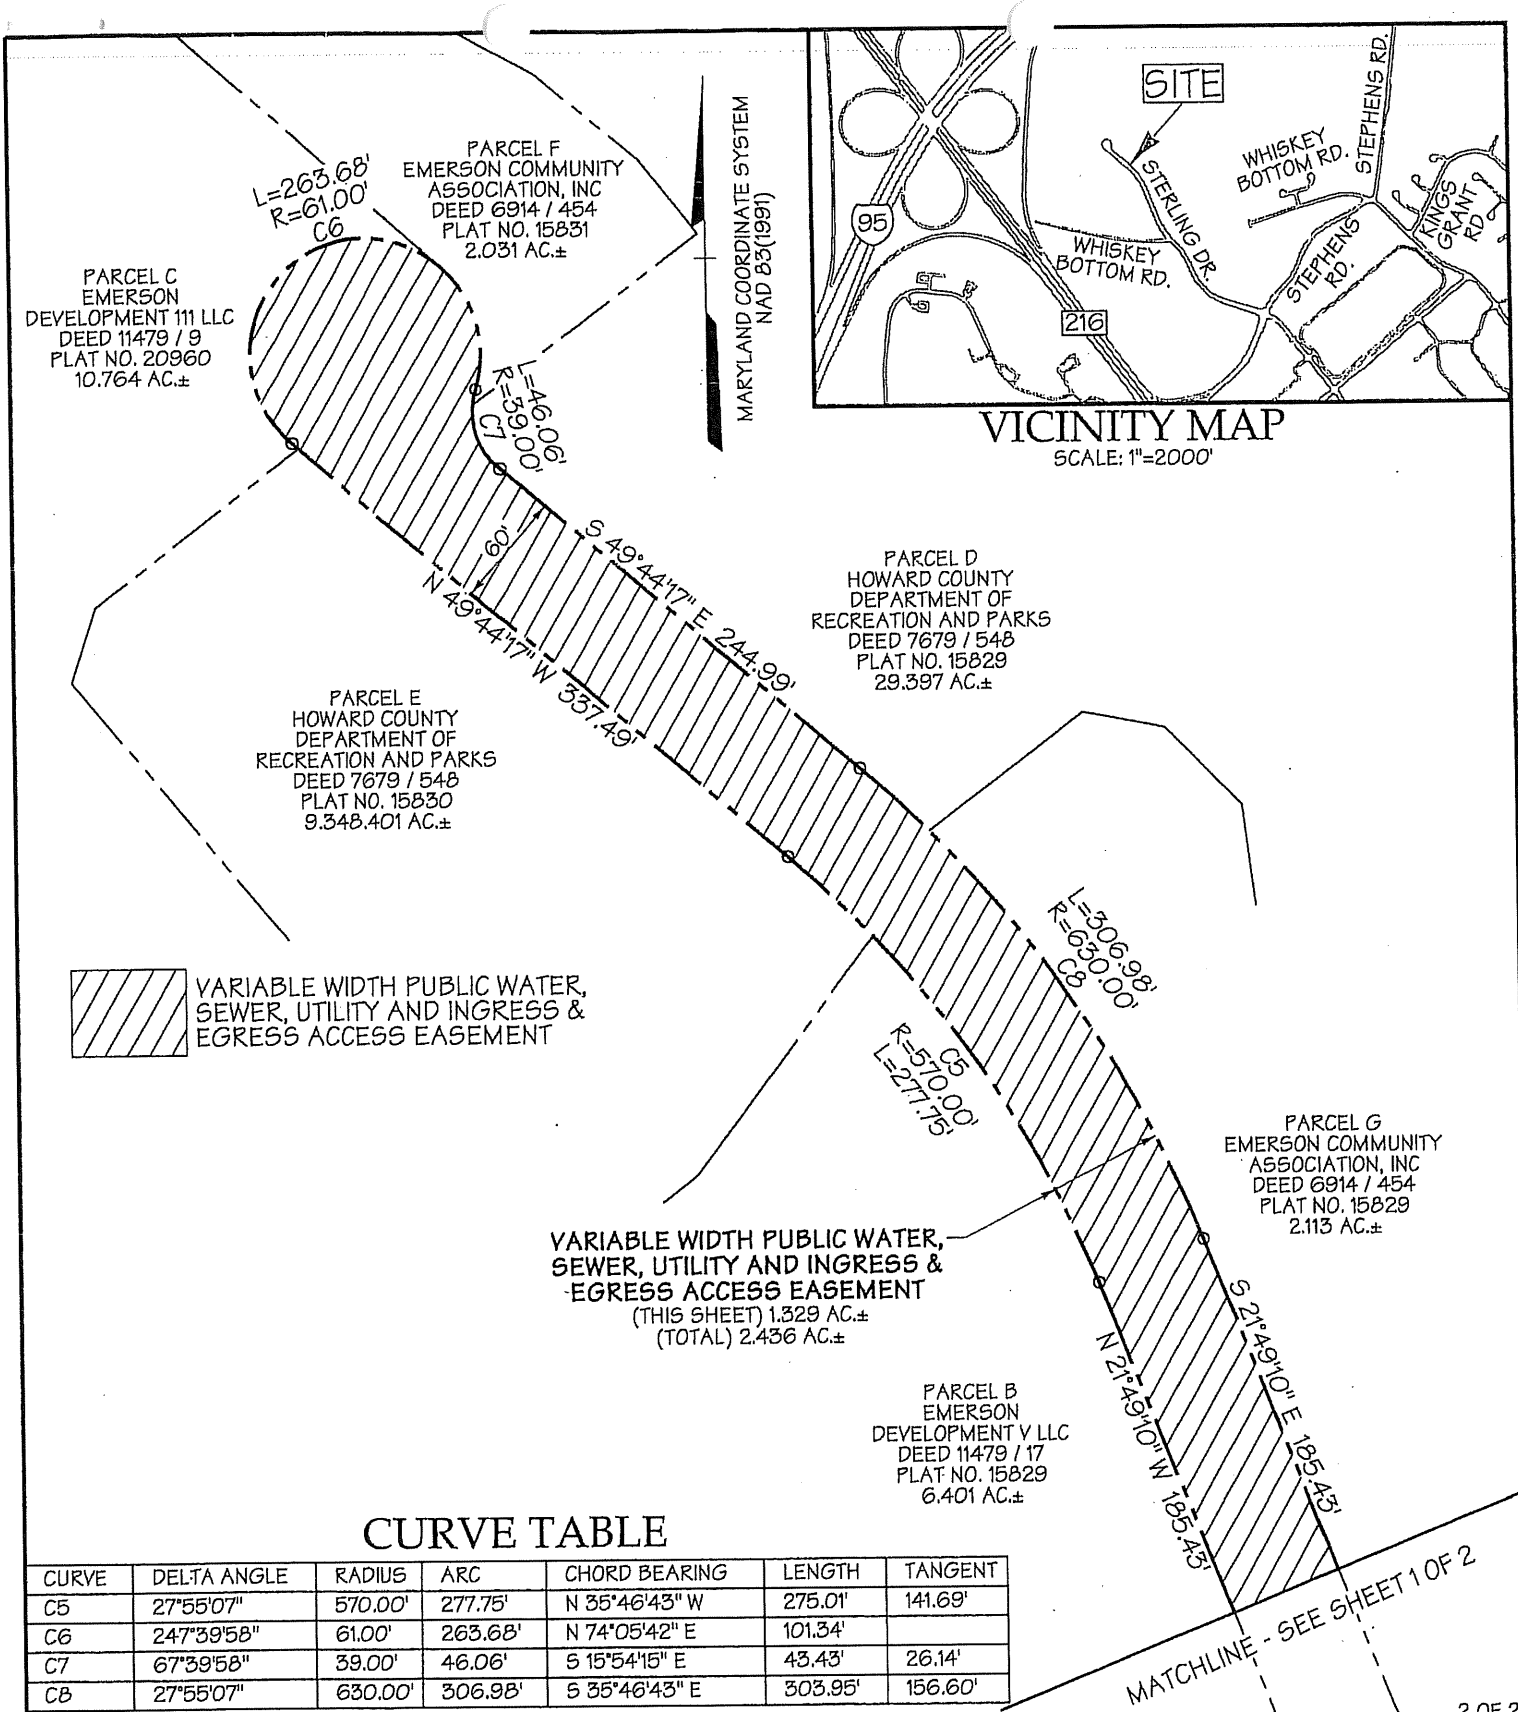 L=263.68'
R=61.00'
C6
PARCEL F
EMERSON COMMUNITY
ASSOCIATION, INC
DEED 6914 / 454
PLAT NO. 15831
2.031 AC.±
MARYLAND COORDINATE SYSTEM
NAD 83(1991)
SITE
STERLING DR.
WHISKEY
BOTTOM RD.
STEPHENS RD.
KINGS
GRANT
RD
STEPHENS
RD.
WHISKEY
BOTTOM RD.
95
216
VICINITY MAP
SCALE: 1"=2000'
PARCEL C
EMERSON
DEVELOPMENT 111 LLC
DEED 11479 / 9
PLAT NO. 20960
10.764 AC.±
L=46.06'
R=39.00'
C7
60'
S 49°44'17" E 244.99'
N 49°44'17" W 337.49'
PARCEL D
HOWARD COUNTY
DEPARTMENT OF
RECREATION AND PARKS
DEED 7679 / 548
PLAT NO. 15829
29.397 AC.±
PARCEL E
HOWARD COUNTY
DEPARTMENT OF
RECREATION AND PARKS
DEED 7679 / 548
PLAT NO. 15830
9.348.401 AC.±
VARIABLE WIDTH PUBLIC WATER,
SEWER, UTILITY AND INGRESS &
EGRESS ACCESS EASEMENT
L=306.98'
R=630.00'
C8
C5
R=570.00'
L=277.75'
PARCEL G
EMERSON COMMUNITY
ASSOCIATION, INC
DEED 6914 / 454
PLAT NO. 15829
2.113 AC.±
VARIABLE WIDTH PUBLIC WATER,
SEWER, UTILITY AND INGRESS &
EGRESS ACCESS EASEMENT
(THIS SHEET) 1.329 AC.±
(TOTAL) 2.436 AC.±
S 21°49'10" E 185.43'
N 21°49'10" W 185.43'
PARCEL B
EMERSON
DEVELOPMENT V LLC
DEED 11479 / 17
PLAT NO. 15829
6.401 AC.±
CURVE TABLE
CURVE DELTA ANGLE RADIUS ARC CHORD BEARING LENGTH TANGENT
C5 27°55'07" 570.00' 277.75' N 35°46'43" W 275.01' 141.69'
C6 247°39'58" 61.00' 263.68' N 74°05'42" E 101.34'
C7 67°39'58" 39.00' 46.06' S 15°54'15" E 43.43' 26.14'
C8 27°55'07" 630.00' 306.98' S 35°46'43" E 303.95' 156.60'
MATCHLINE - SEE SHEET 1 OF 2